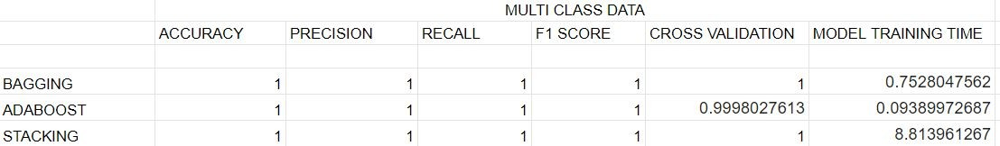 MULTI CLASS DATA
ACCURACY PRECISION RECALL F1 SCORE CROSS VALIDATION MODEL TRAINING TIME
BAGGING 1 1 1 1 1 0.7528047562
ADABOOST 1 1 1 1 0.9998027613 0.09389972687
STACKING 1 1 1 1 1 8.813961267